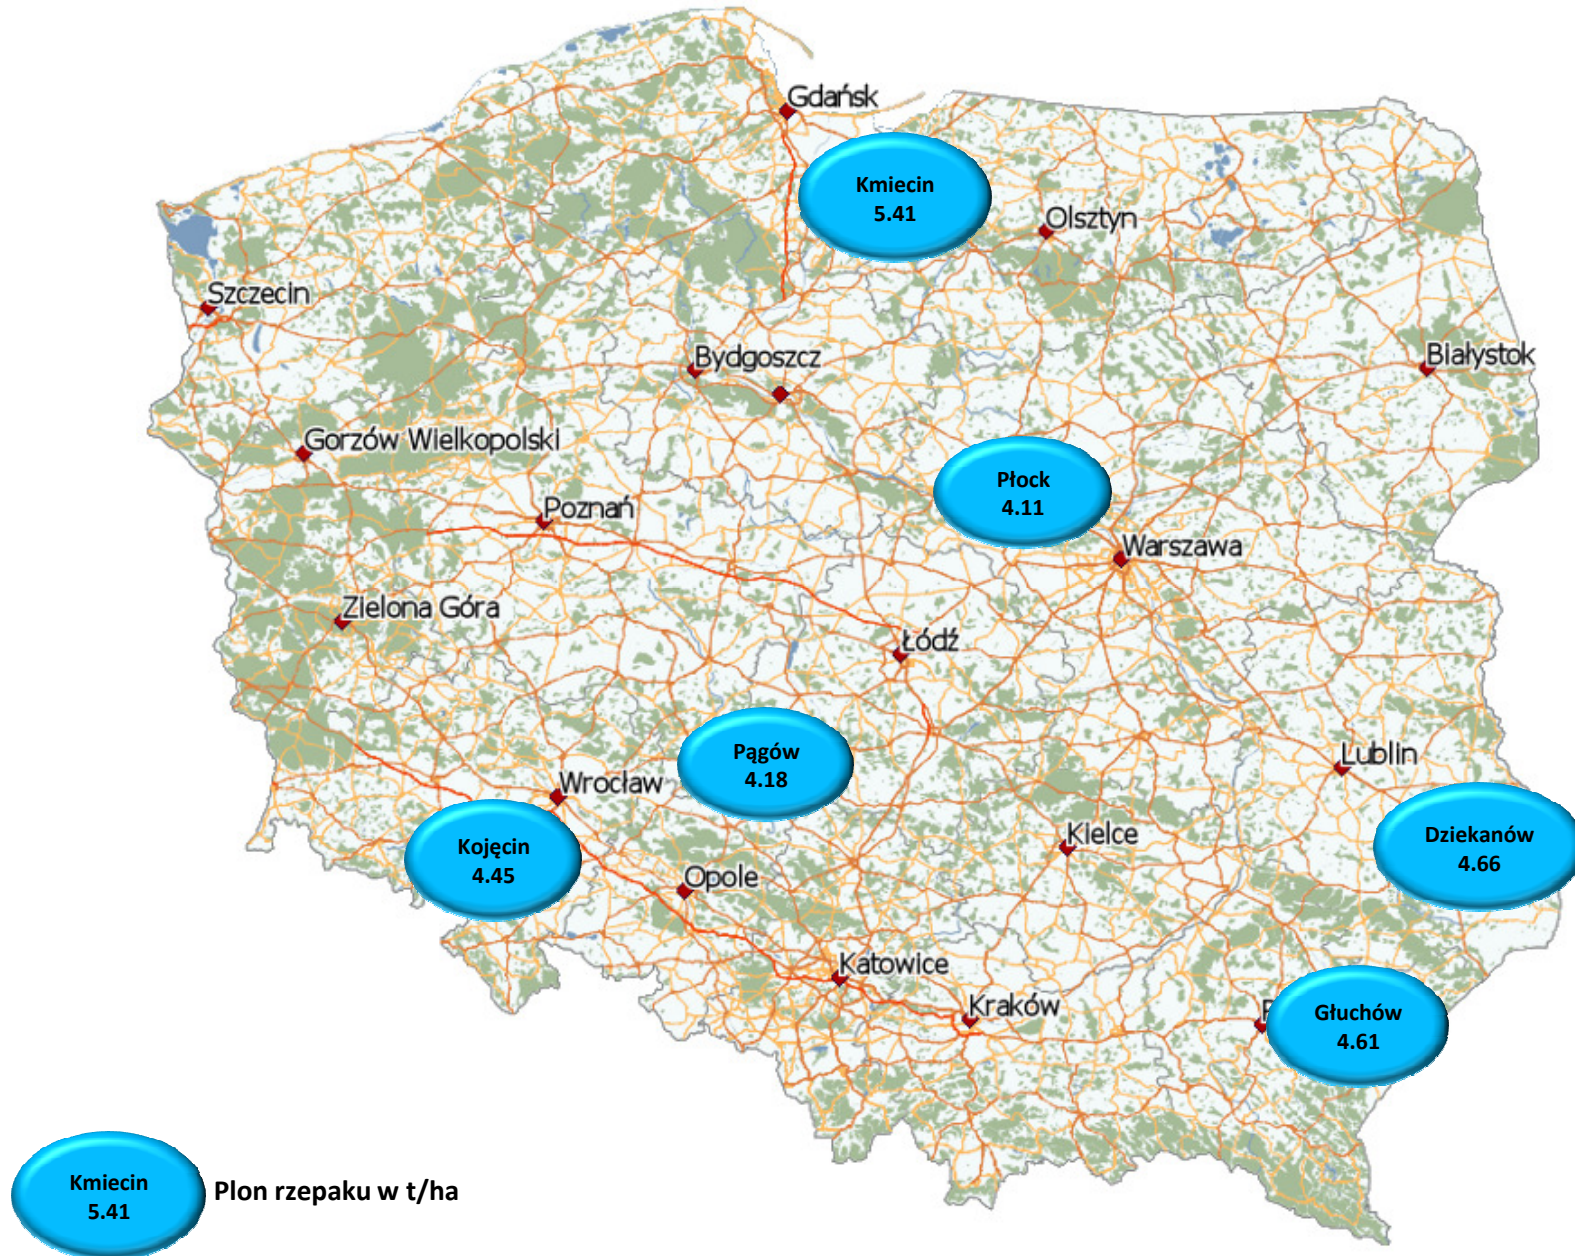 Gdańsk
Kmiecin
5.41
Olsztyn
Szczecin
Bydgoszcz
Białystok
Gorzów Wielkopolski
Płock
4.11
Poznań
Warszawa
Zielona Góra
Łódź
Pągów
4.18
Lublin
Wrocław
Dziekanów
4.66
Kojęcin
4.45
Kielce
Opole
Katowice
Kraków
Głuchów
4.61
Kmiecin
5.41
Plon rzepaku w t/ha